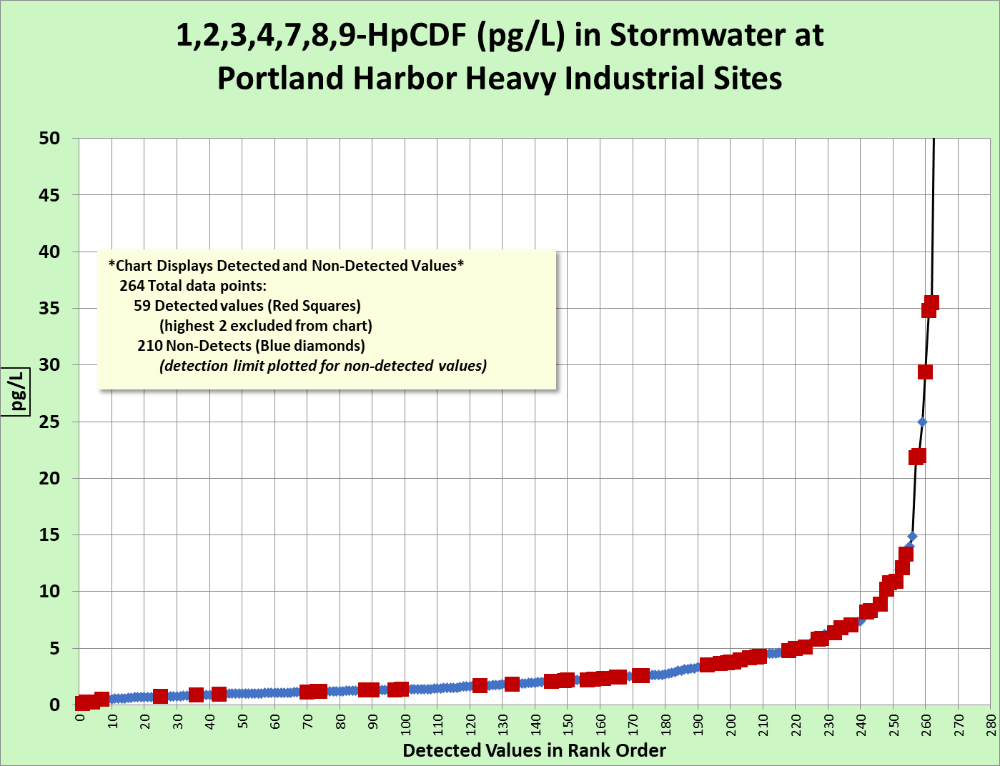 1,2,3,4,7,8,9-HpCDF (pg/L) in Stormwater at
Portland Harbor Heavy Industrial Sites
50
45
40
35
30
25
20
15
10
5
0
*Chart Displays Detected and Non-Detected Values*
264 Total data points:
59 Detected values (Red Squares)
(highest 2 excluded from chart)
210 Non-Detects (Blue diamonds)
(detection limit plotted for non-detected values)
pg/L
0 10 20 30 40 50 60 70 80 90 100 110 120 130 140 150 160 170 180 190 200 210 220 230 240 250 260 270 280
Detected Values in Rank Order